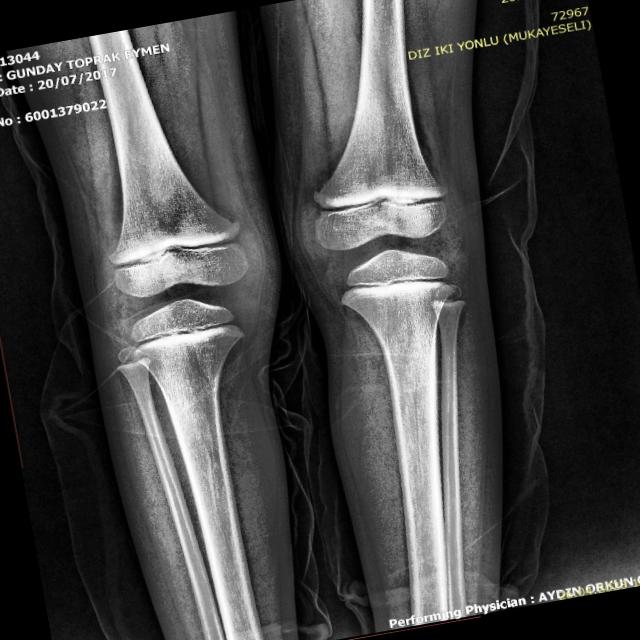 13044
: GUNDAY TOPRAK EYMEN
Date : 20/07/2017
No : 6001379022
72967
DIZ IKI YONLU (MUKAYESELI)
Performing Physician : AYDIN ORKUN